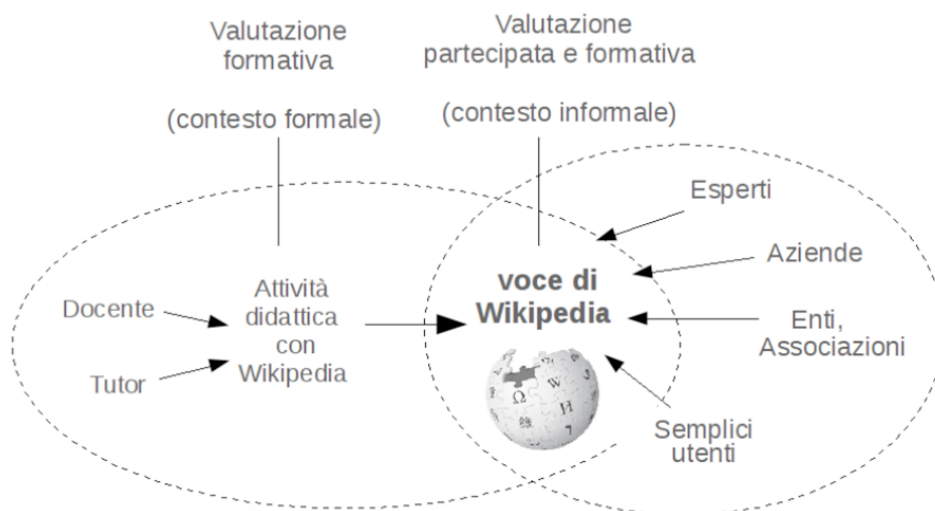 Valutazione
formativa
(contesto formale)
Valutazione
partecipata e formativa
(contesto informale)
Docente
Tutor
Attività
didattica
con
Wikipedia
voce di
Wikipedia
Esperti
Aziende
Enti,
Associazioni
Semplici
utenti
Ω
W
И